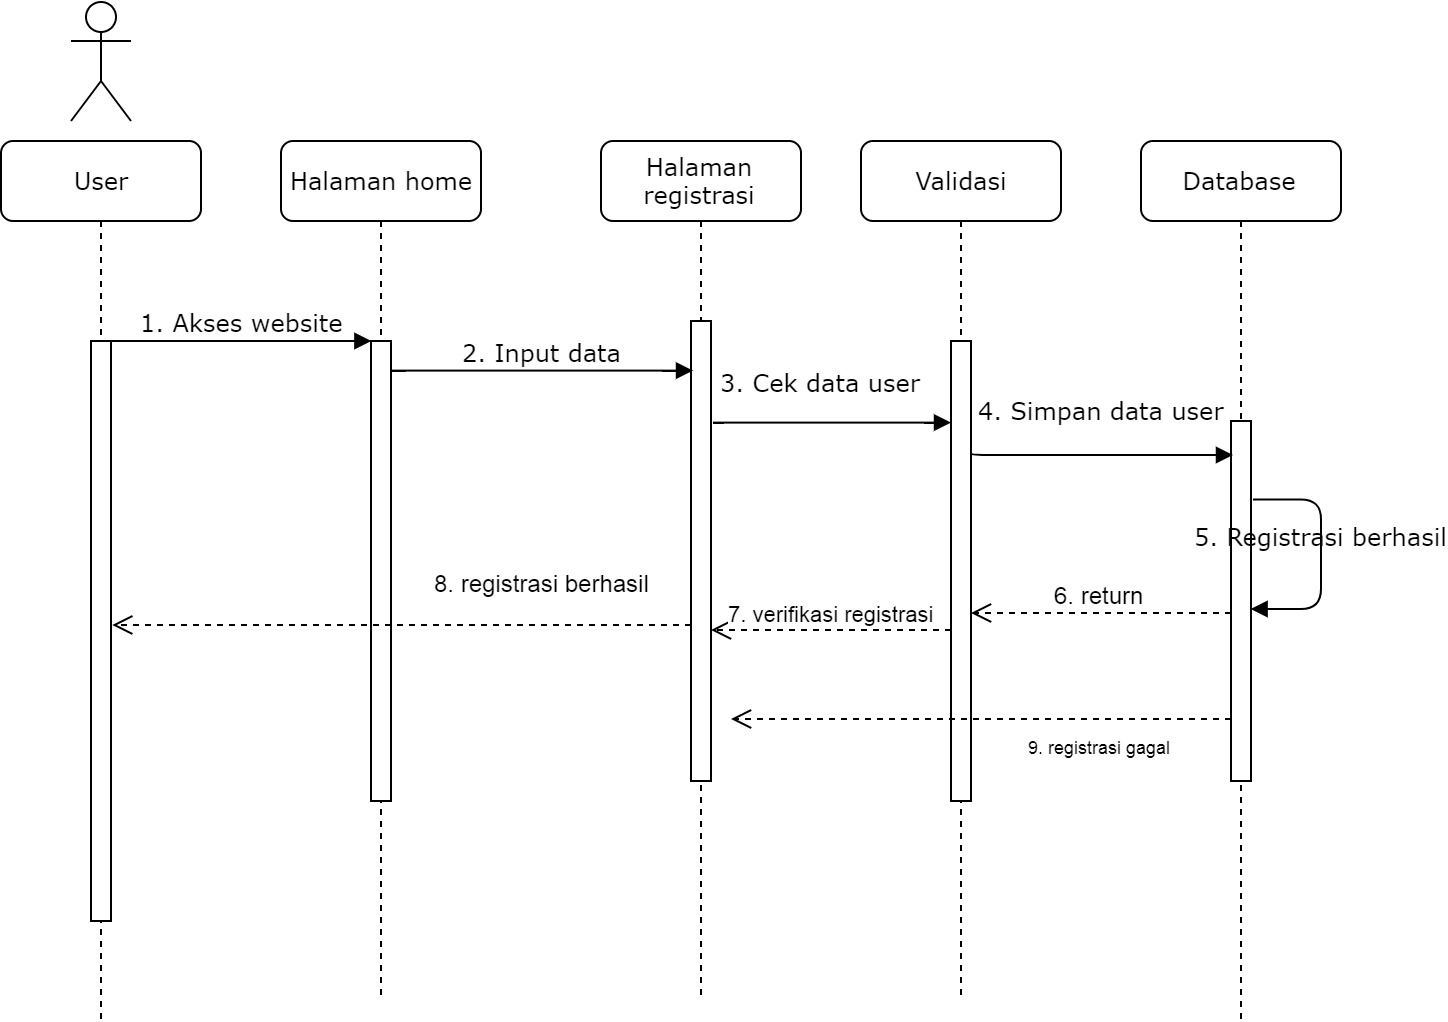 User
Halaman home
Halaman
registrasi
Validasi
Database
1. Akses website
2. Input data
3. Cek data user
4. Simpan data user
5. Registrasi berhasil
6. return
7. verifikasi registrasi
8. registrasi berhasil
9. registrasi gagal